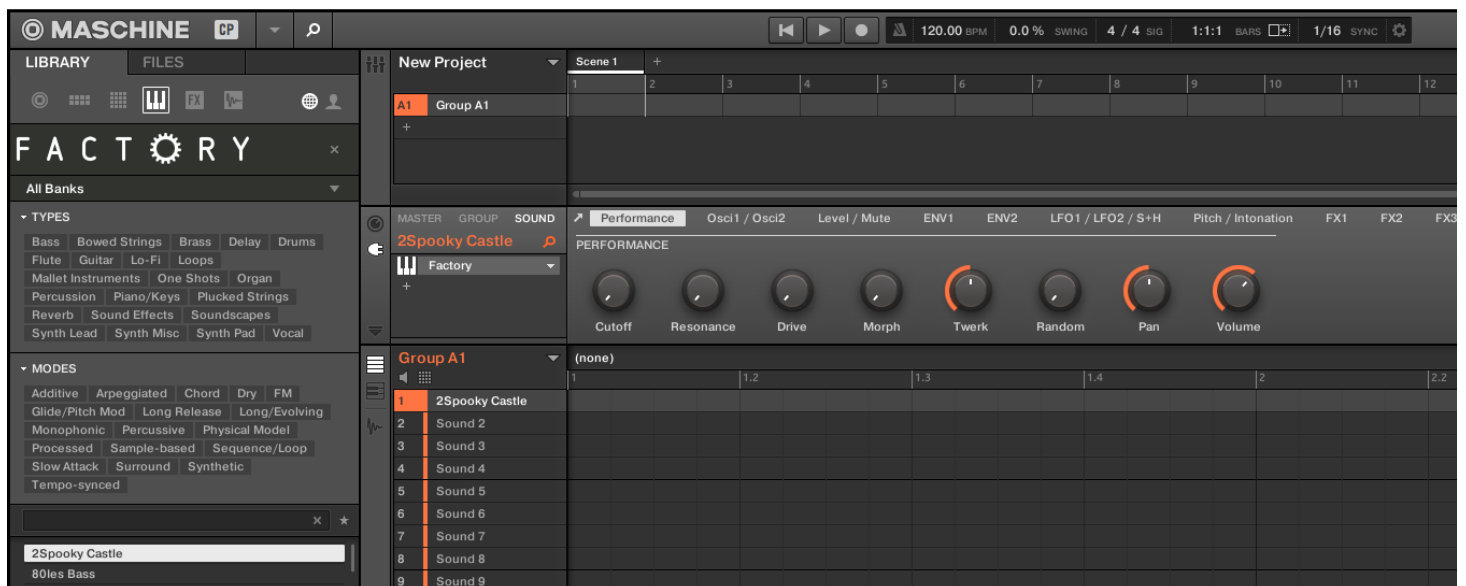 MASCHINE CP
120.00 BPM 0.0 % SWING 4 / 4 SIG 1:1:1 BARS 1/16 SYNC
LIBRARY FILES
FX
FACTORY ×
All Banks
TYPES
Bass Bowed Strings Brass Delay Drums
Flute Guitar Lo-Fi Loops
Mallet Instruments One Shots Organ
Percussion Piano/Keys Plucked Strings
Reverb Sound Effects Soundscapes
Synth Lead Synth Misc Synth Pad Vocal
MODES
Additive Arpeggiated Chord Dry FM
Glide/Pitch Mod Long Release Long/Evolving
Monophonic Percussive Physical Model
Processed Sample-based Sequence/Loop
Slow Attack Surround Synthetic
Tempo-synced
2Spooky Castle
80les Bass
New Project
A1 Group A1
+
Scene 1 +
1 2 3 4 5 6 7 8 9 10 11 12
MASTER GROUP SOUND
2Spooky Castle
Factory
+
Performance Osci1 / Osci2 Level / Mute ENV1 ENV2 LFO1 / LFO2 / S+H Pitch / Intonation FX1 FX2 FX3
PERFORMANCE
Cutoff Resonance Drive Morph Twerk Random Pan Volume
Group A1
(none)
1 1.2 1.3 1.4 2 2.2
1 2Spooky Castle
2 Sound 2
3 Sound 3
4 Sound 4
5 Sound 5
6 Sound 6
7 Sound 7
8 Sound 8
9 Sound 9